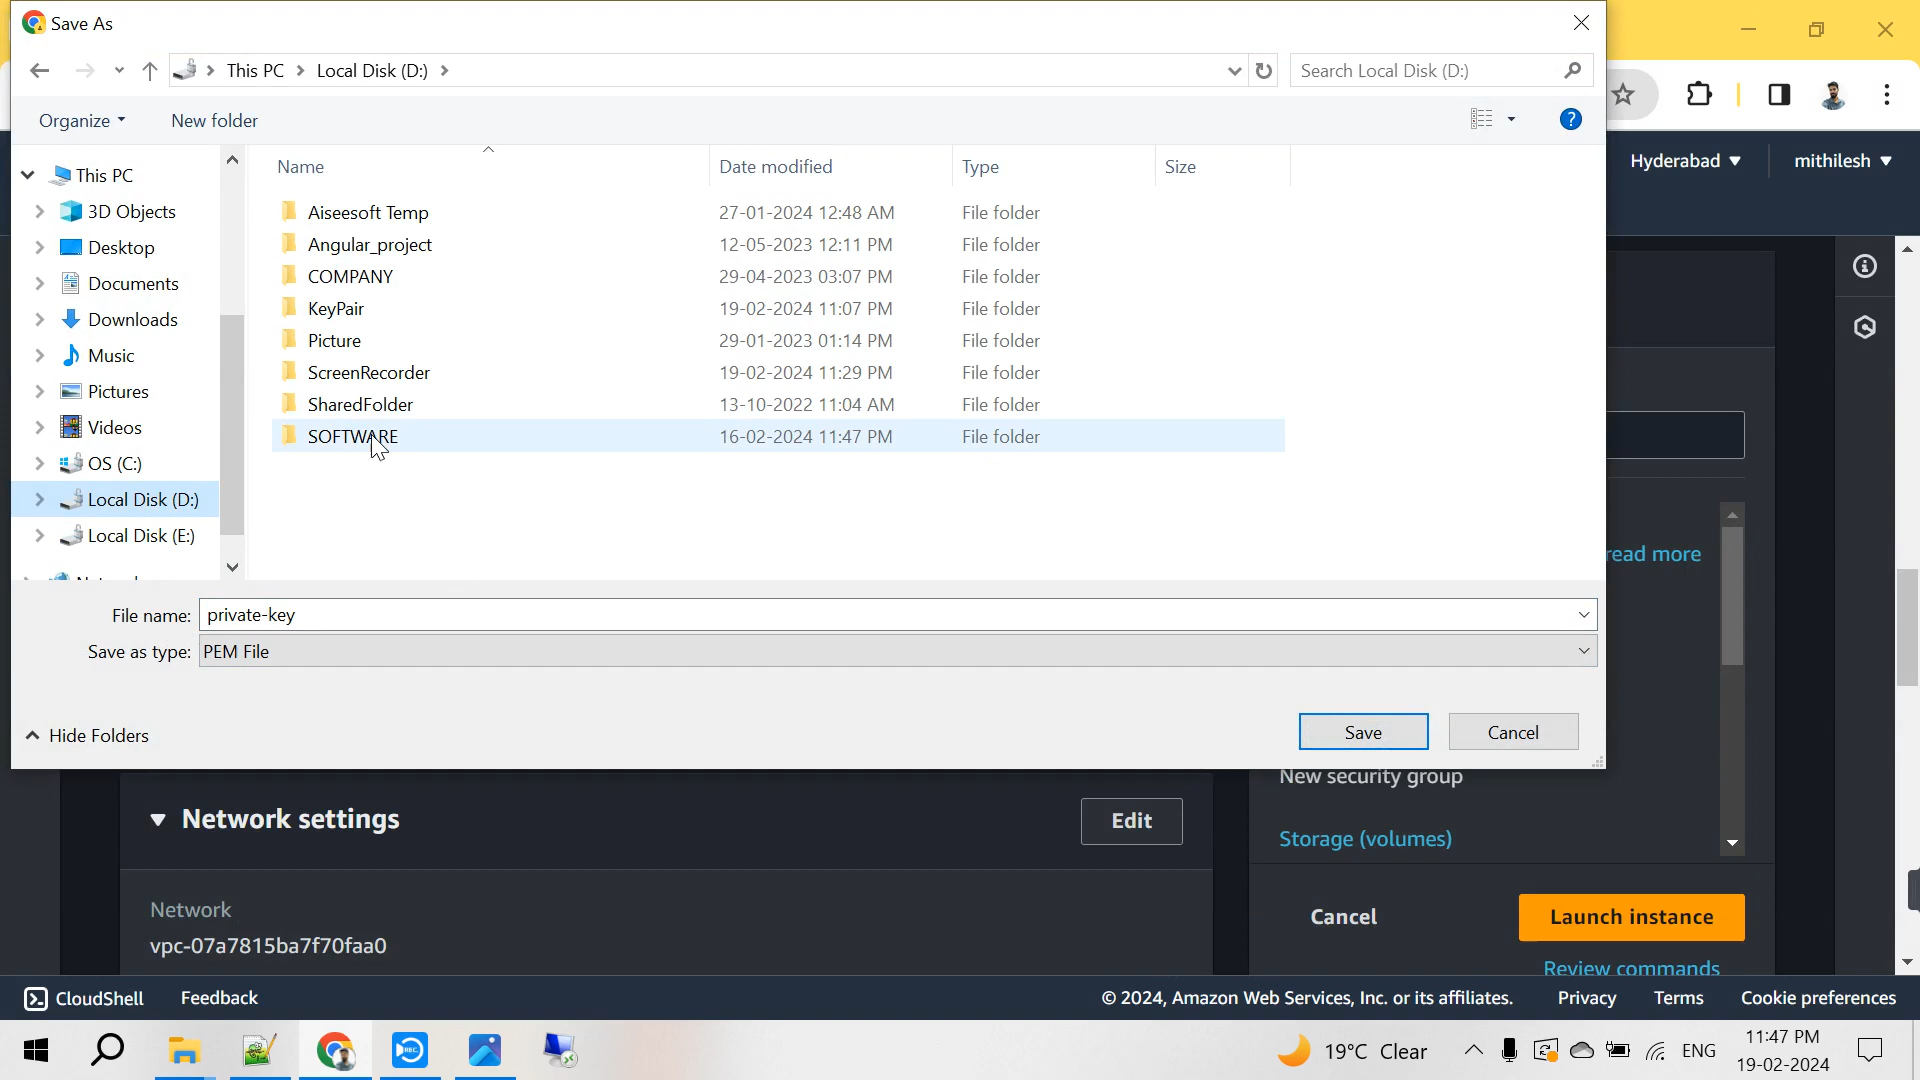 Save As
This PC
Local Disk (D:)
Search Local Disk (D:)
Organize
New folder
?
Name
Date modified
Type
Size
This PC
3D Objects
Desktop
Documents
Downloads
Music
Pictures
Videos
OS (C:)
Local Disk (D:)
Local Disk (E:)
Aiseesoft Temp 27-01-2024 12:48 AM File folder
Angular_project 12-05-2023 12:11 PM File folder
COMPANY 29-04-2023 03:07 PM File folder
KeyPair 19-02-2024 11:07 PM File folder
Picture 29-01-2023 01:14 PM File folder
ScreenRecorder 19-02-2024 11:29 PM File folder
SharedFolder 13-10-2022 11:04 AM File folder
SOFTWARE 16-02-2024 11:47 PM File folder
File name: private-key
Save as type: PEM File
Hide Folders
Save
Cancel
Hyderabad
mithilesh
read more
New security group
Storage (volumes)
Network settings
Edit
Network
vpc-07a7815ba7f70faa0
Cancel
Launch instance
Review commands
CloudShell
Feedback
© 2024, Amazon Web Services, Inc. or its affiliates.
Privacy
Terms
Cookie preferences
REC
19°C Clear
ENG
11:47 PM
19-02-2024